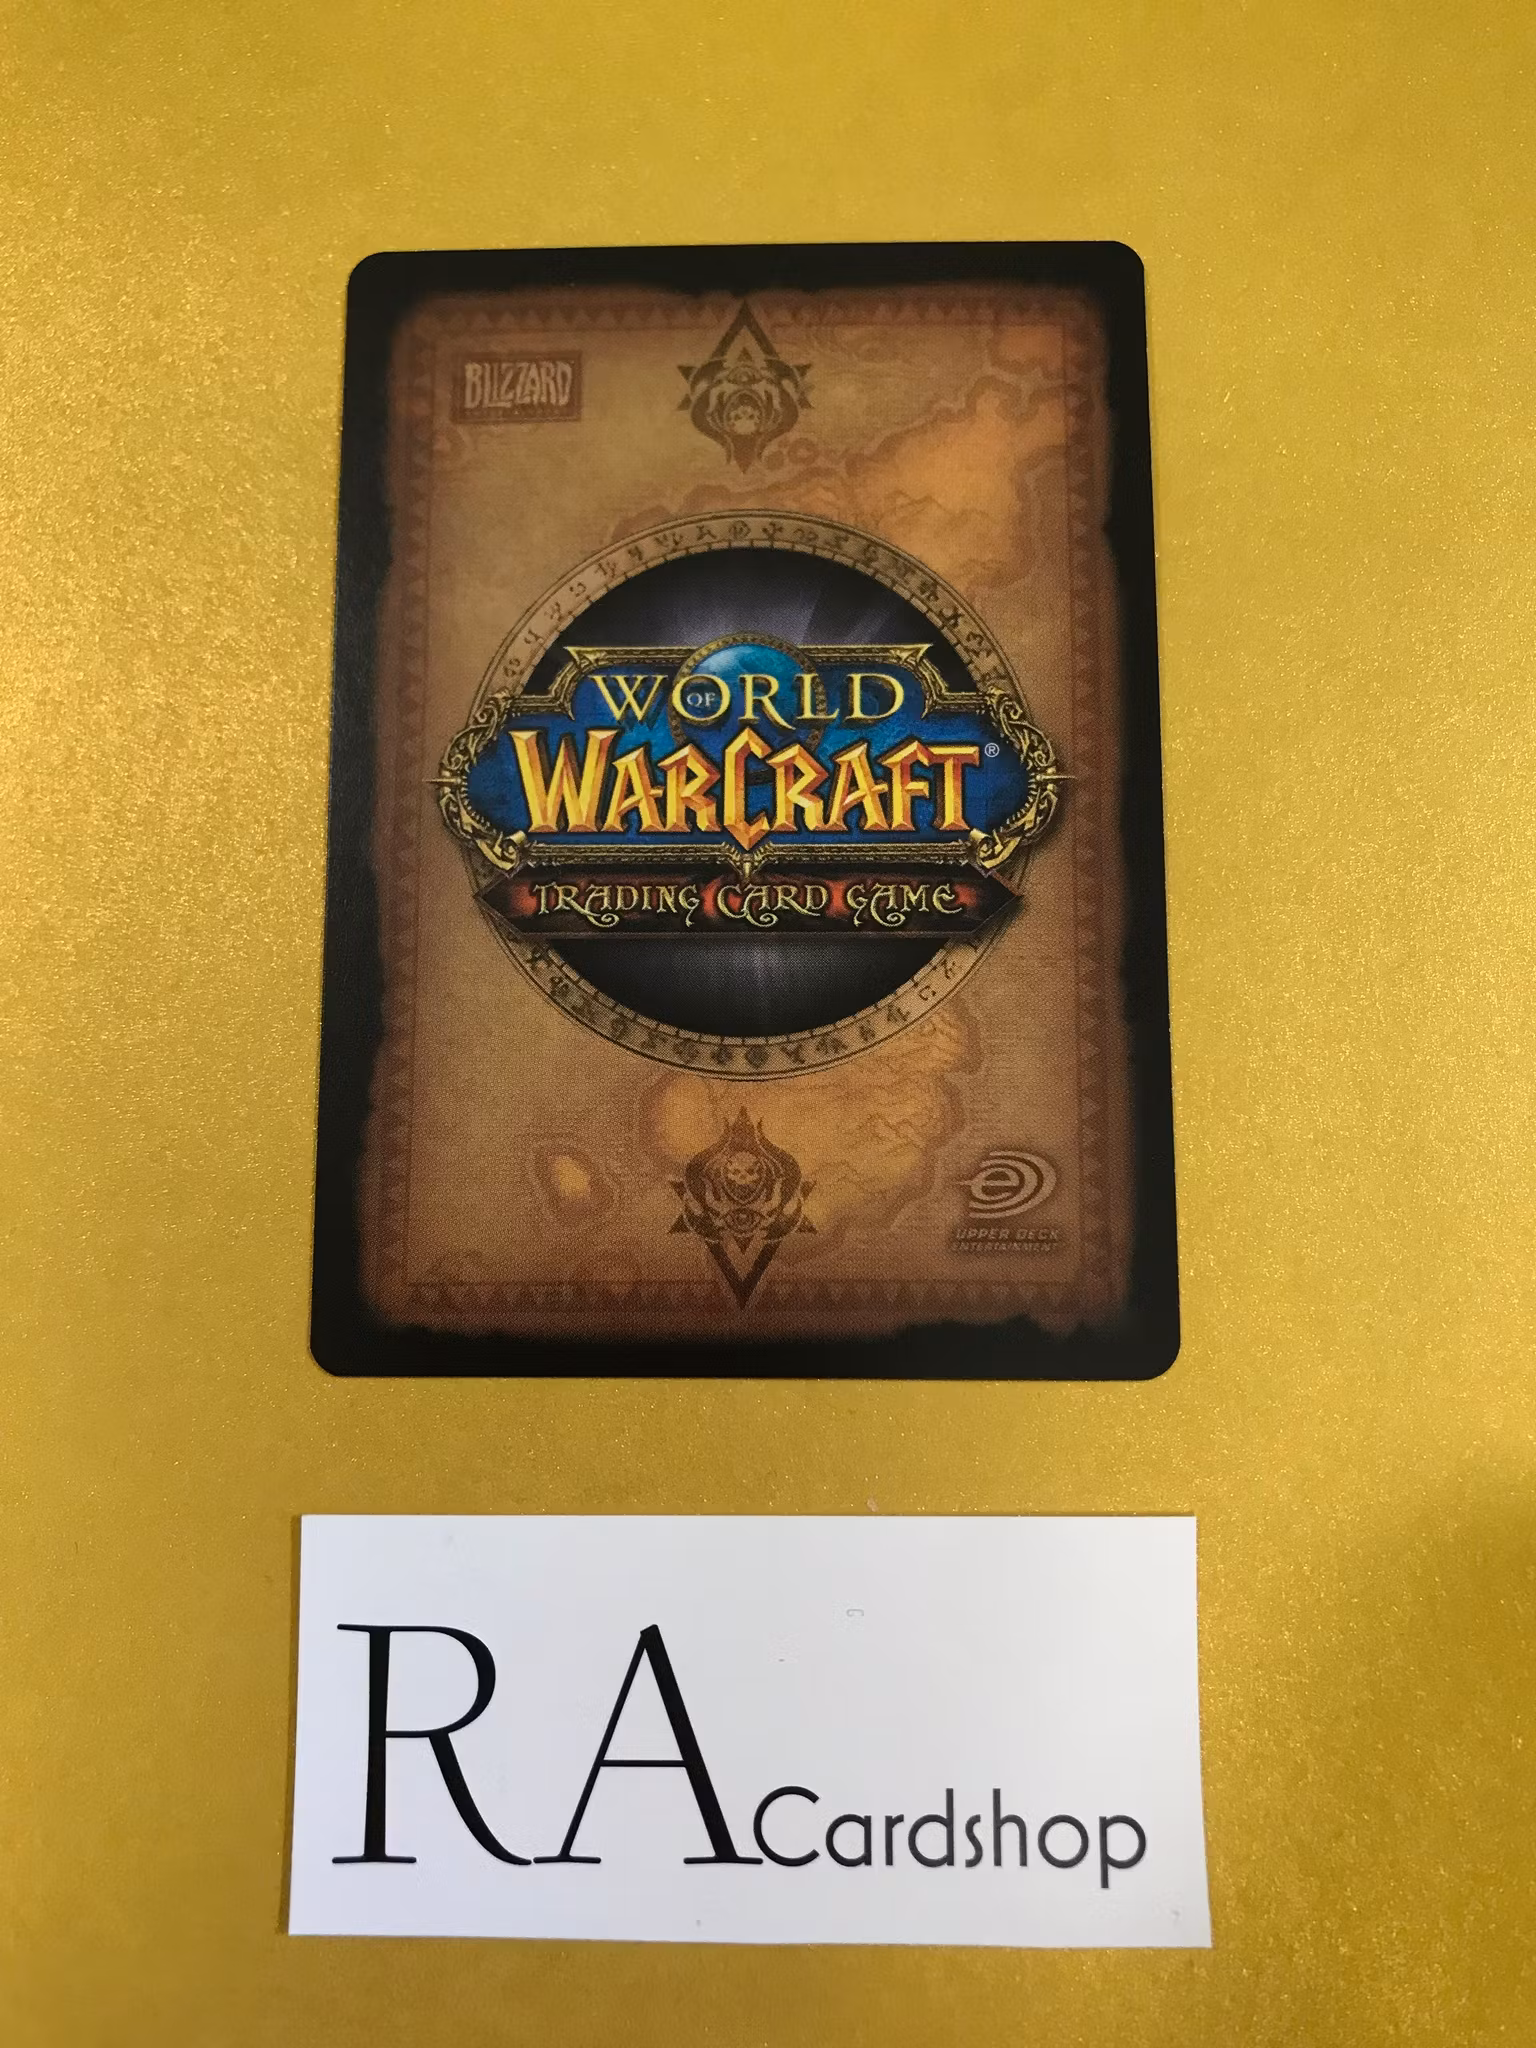 BLIZZARD
WORLD
OF
WARCRAFT®
TRADING CARD GAME
e
UPPER DECK
ENTERTAINMENT
RA Cardshop